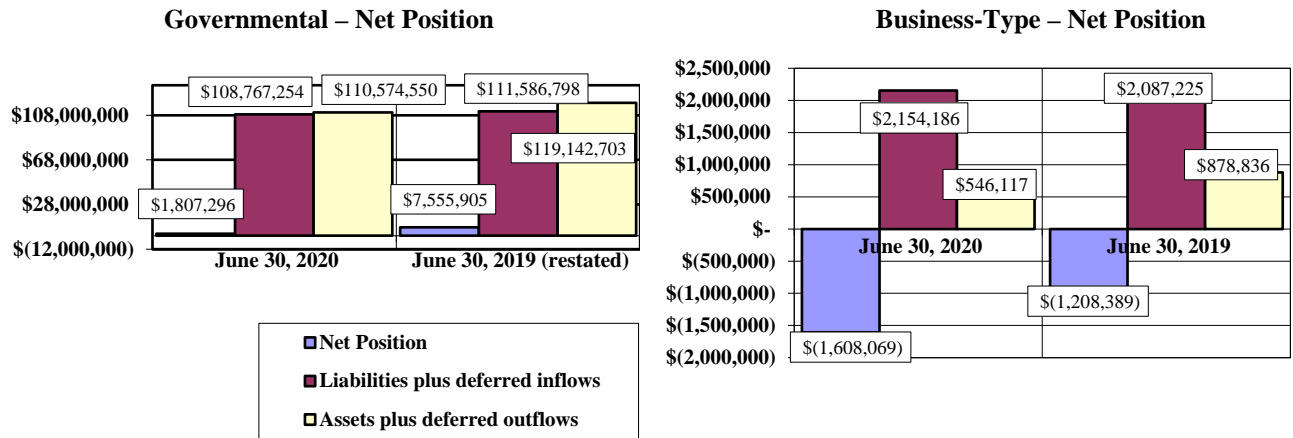 Governmental – Net Position
$108,000,000
$68,000,000
$28,000,000
$(12,000,000)
$1,807,296
$108,767,254
$110,574,550
$7,555,905
$111,586,798
$119,142,703
June 30, 2020
June 30, 2019 (restated)
Net Position
Liabilities plus deferred inflows
Assets plus deferred outflows
Business-Type – Net Position
$2,500,000
$2,000,000
$1,500,000
$1,000,000
$500,000
$-
$(500,000)
$(1,000,000)
$(1,500,000)
$(2,000,000)
$(1,608,069)
$2,154,186
$546,117
$(1,208,389)
$2,087,225
$878,836
June 30, 2020
June 30, 2019